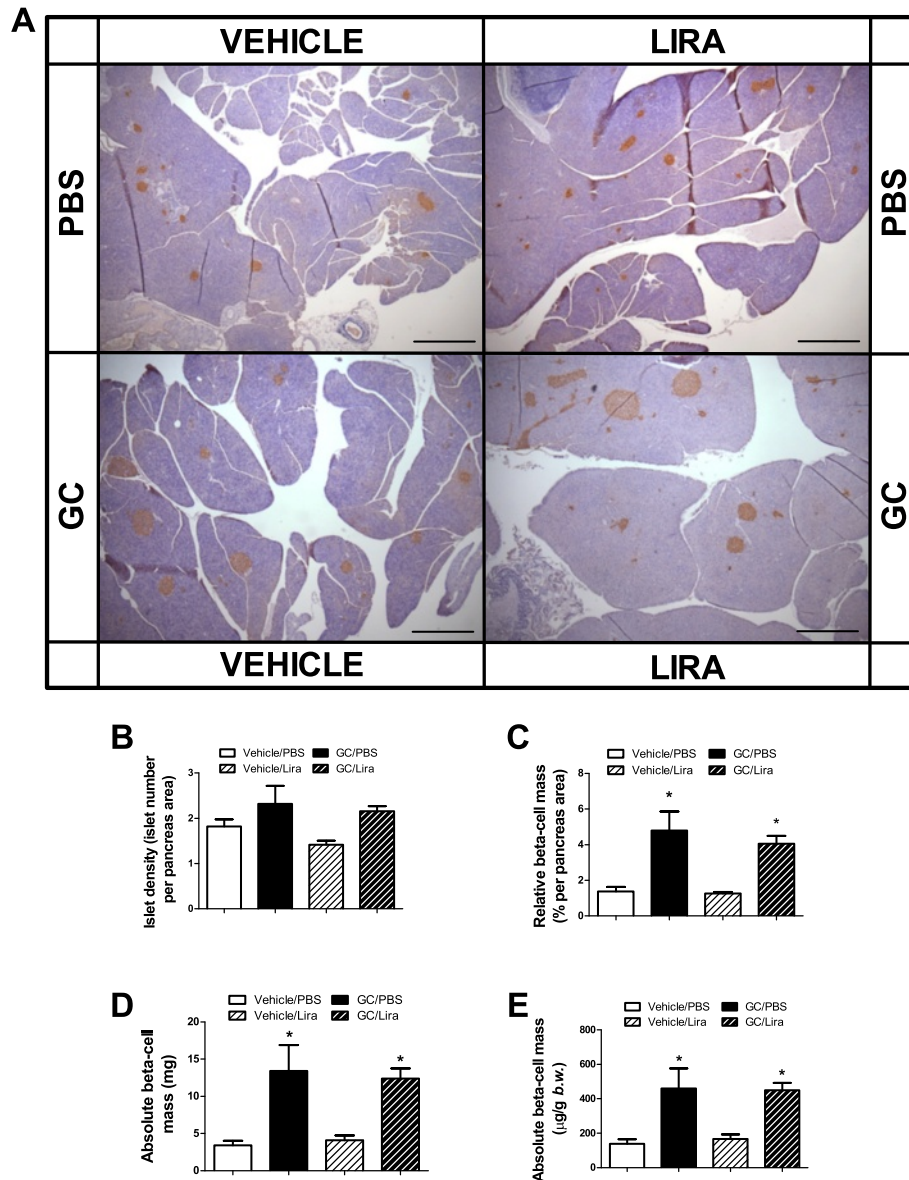 A
VEHICLE LIRA
PBS PBS
GC GC
VEHICLE LIRA
B
Vehicle/PBS GC/PBS
Vehicle/Lira GC/Lira
Islet density (islet number
per pancreas area)
3
2
1
0
C
Vehicle/PBS GC/PBS
Vehicle/Lira GC/Lira
Relative beta-cell mass
(% per pancreas area)
8
6
4
2
0
* *
D
Vehicle/PBS GC/PBS
Vehicle/Lira GC/Lira
Absolute beta-cell
mass (mg)
20
15
10
5
0
* *
E
Vehicle/PBS GC/PBS
Vehicle/Lira GC/Lira
Absolute beta-cell mass
(µg/g b.w.)
800
600
400
200
0
* *